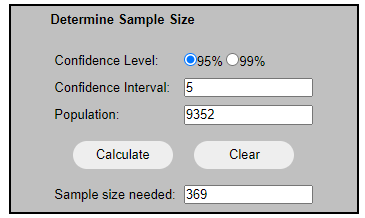 Determine Sample Size
Confidence Level: 95% 99%
Confidence Interval: 5
Population: 9352
Calculate Clear
Sample size needed: 369